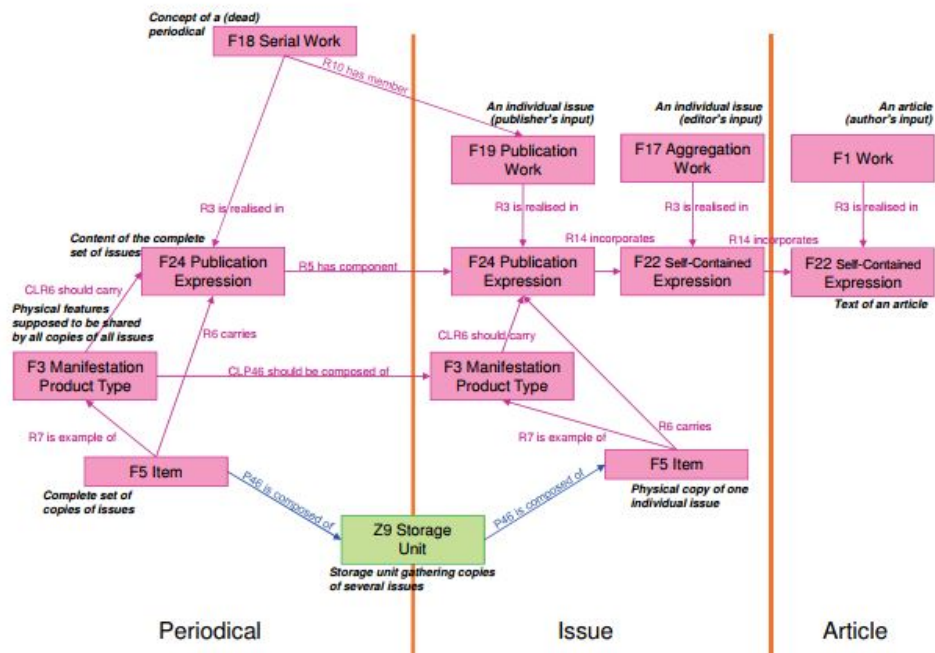 Concept of a (dead)
periodical
F18 Serial Work
R10 has member
An individual issue
(publisher's input)
An individual issue
(editor's input)
An article
(author's input)
F19 Publication
Work
F17 Aggregation
Work
F1 Work
R3 is realised in
R3 is realised in
R3 is realised in
R3 is realised in
Content of the complete
set of issues
R14 incorporates
R14 incorporates
F24 Publication
Expression
R5 has component
F24 Publication
Expression
F22 Self-Contained
Expression
F22 Self-Contained
Expression
Text of an article
CLR6 should carry
Physical features
supposed to be shared
by all copies of all issues
R6 carries
CLR6 should carry
F3 Manifestation
Product Type
CLP46 should be composed of
F3 Manifestation
Product Type
R7 is example of
R6 carries
R7 is example of
F5 Item
F5 Item
Complete set of
copies of issues
P46 is composed of
P46 is composed of
Physical copy of one
individual issue
Z9 Storage
Unit
Storage unit gathering copies
of several issues
Periodical
Issue
Article